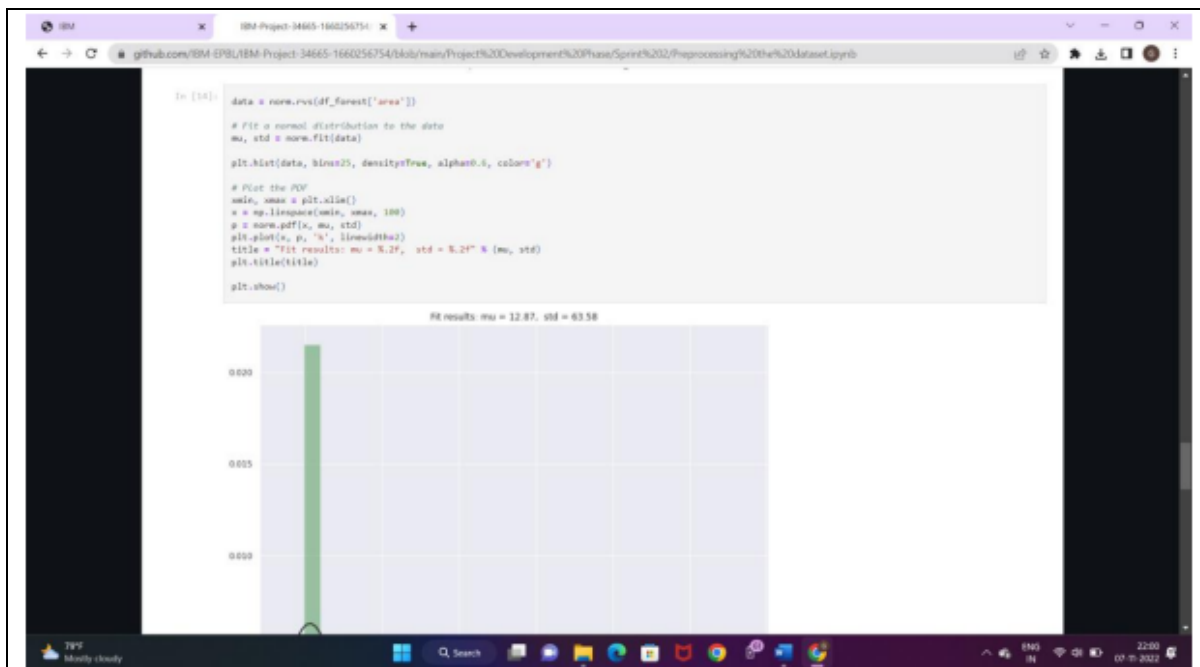 IBM
IBM-Project-34665-1660256754/
github.com/IBM-EPBL/IBM-Project-34665-1660256754/blob/main/Project%20Development%20Phase/Sprint%202/Preprocessing%20the%20dataset.ipynb
data = norm.rvs(df_forest['area'])
# Fit a normal distribution to the data
mu, std = norm.fit(data)
plt.hist(data, bins=25, density=True, alpha=0.6, color='g')
# Plot the PDF
xmin, xmax = plt.xlim()
x = np.linspace(xmin, xmax, 100)
p = norm.pdf(x, mu, std)
plt.plot(x, p, 'k', linewidth=2)
title = "Fit results: mu = %.2f, std = %.2f" % (mu, std)
plt.title(title)
plt.show()
Fit results: mu = 12.87, std = 63.58
0.020
0.015
0.010
78°F
Mostly cloudy
Search
ENG
IN
22:00
07-11-2022